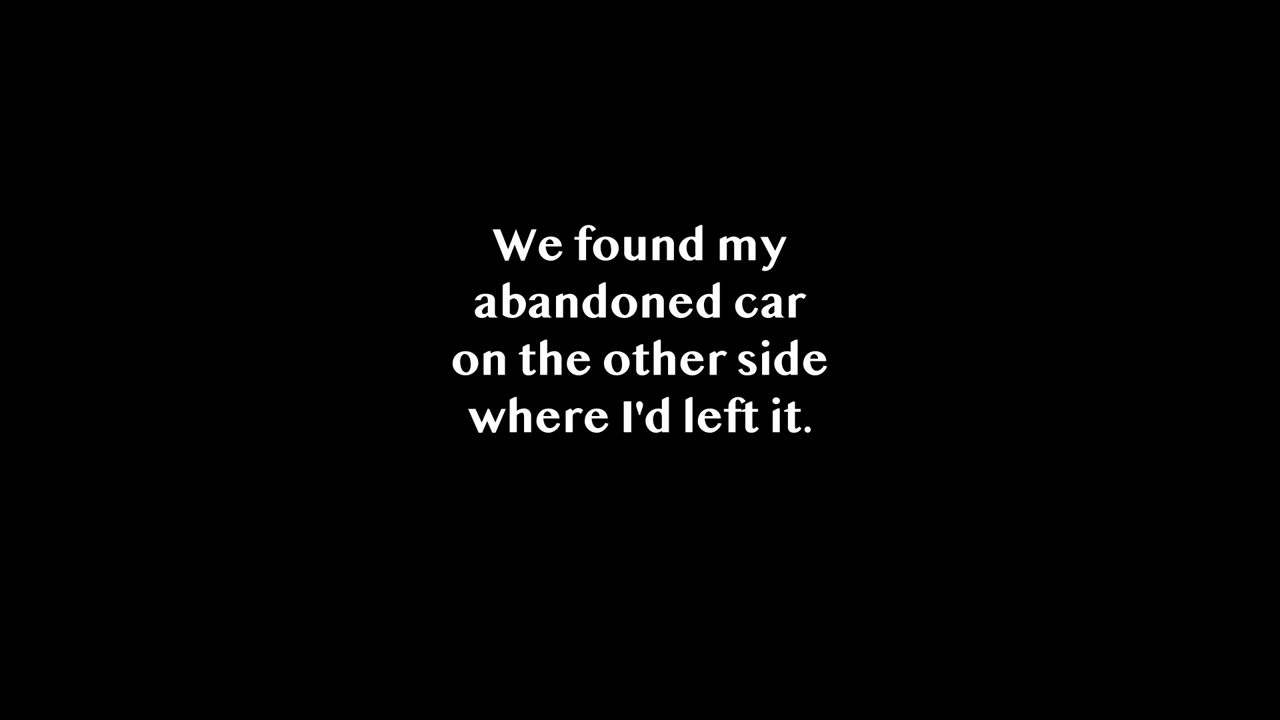 We found my
abandoned car
on the other side
where I'd left it.